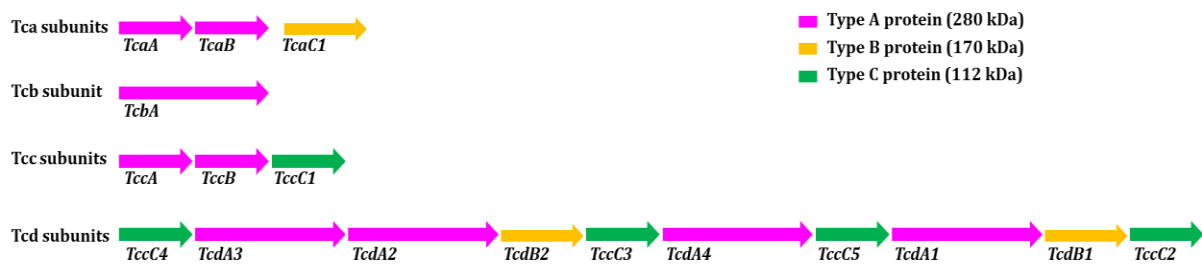 Tca subunits
TcaA TcaB TcaC1
Tcb subunit
TcbA
Tcc subunits
TccA TccB TccC1
Tcd subunits
TccC4 TcdA3 TcdA2 TcdB2 TccC3 TcdA4 TccC5 TcdA1 TcdB1 TccC2
Type A protein (280 kDa)
Type B protein (170 kDa)
Type C protein (112 kDa)